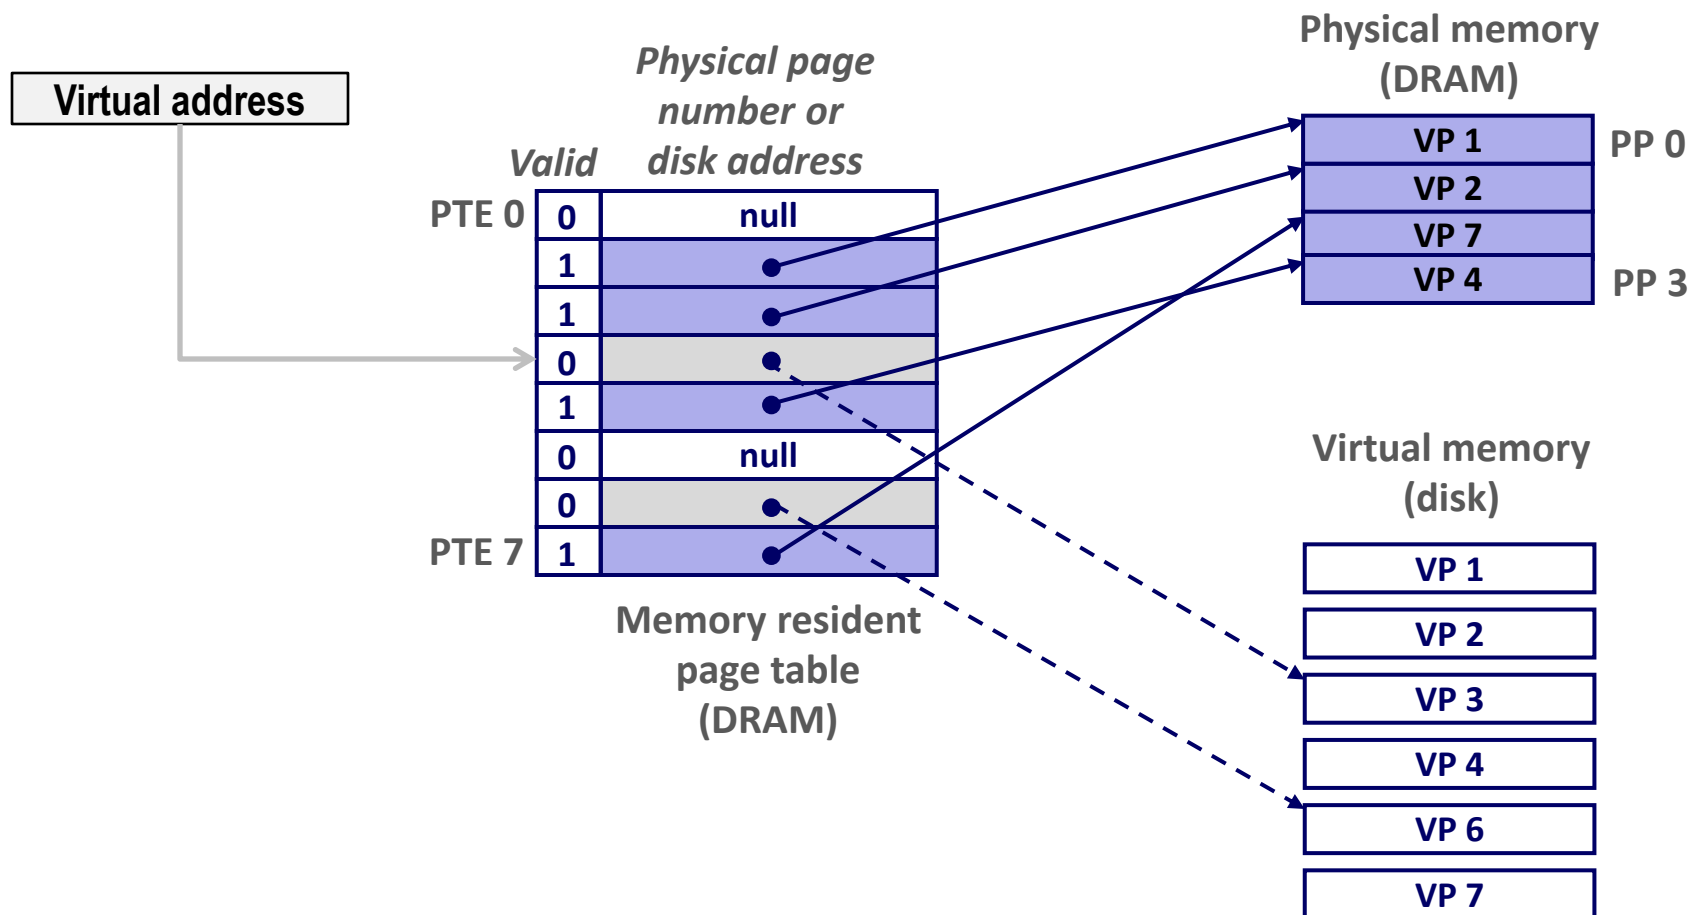 Virtual address
Physical page
number or
disk address
Valid
PTE 0
0
null
1
1
0
1
0
null
0
PTE 7
1
Memory resident
page table
(DRAM)
Physical memory
(DRAM)
VP 1
PP 0
VP 2
VP 7
VP 4
PP 3
Virtual memory
(disk)
VP 1
VP 2
VP 3
VP 4
VP 6
VP 7